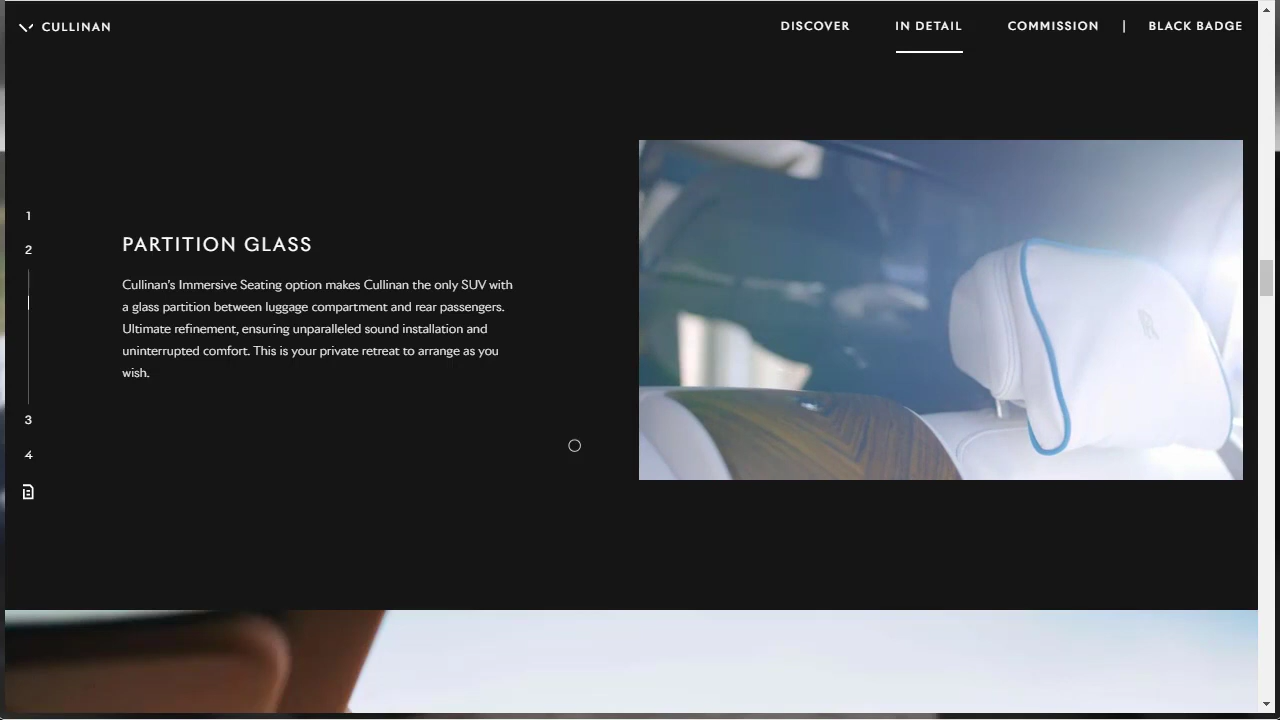 CULLINAN
DISCOVER
IN DETAIL
COMMISSION
|
BLACK BADGE
1
2
3
4
PARTITION GLASS
Cullinan's Immersive Seating option makes Cullinan the only SUV with
a glass partition between luggage compartment and rear passengers.
Ultimate refinement, ensuring unparalleled sound installation and
uninterrupted comfort. This is your private retreat to arrange as you
wish.